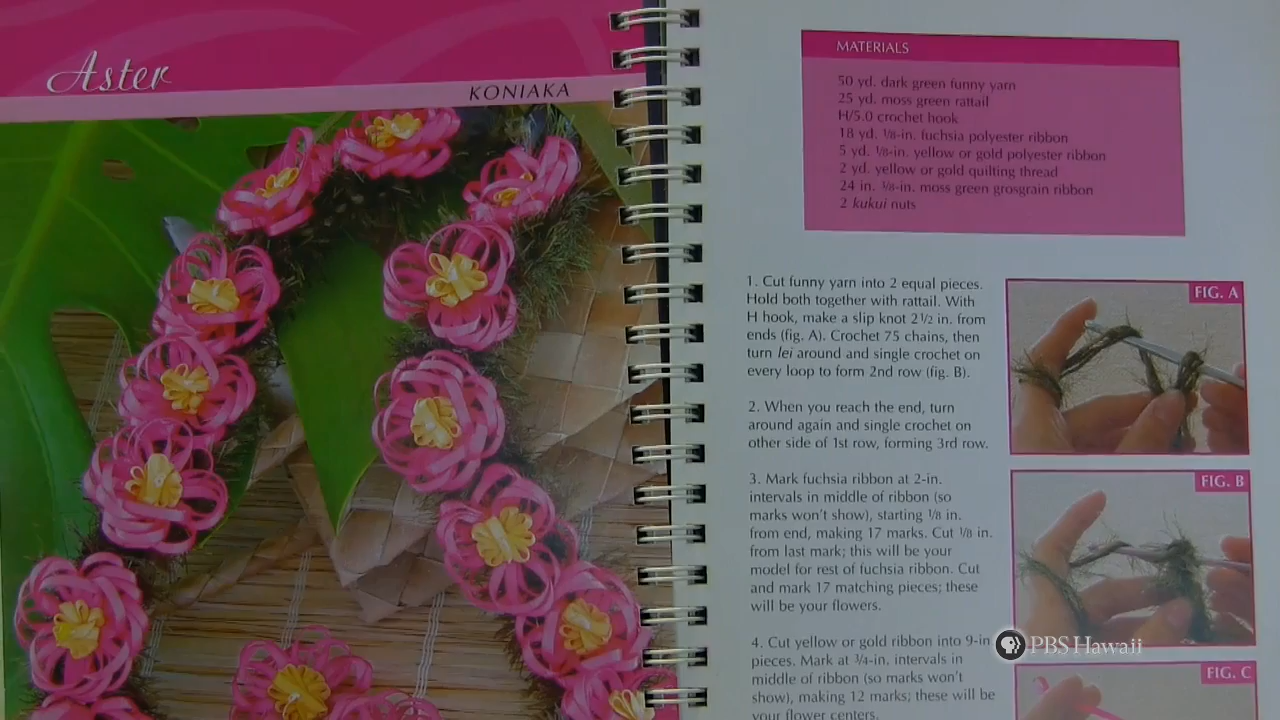 Aster
KONIAKA
MATERIALS
50 yd. dark green funny yarn
25 yd. moss green rattail
H/5.0 crochet hook
18 yd. 1/8-in. fuchsia polyester ribbon
5 yd. 1/8-in. yellow or gold polyester ribbon
2 yd. yellow or gold quilting thread
24 in. 1/8-in. moss green grosgrain ribbon
2 kukui nuts
1. Cut funny yarn into 2 equal pieces.
Hold both together with rattail. With
H hook, make a slip knot 2 1/2 in. from
ends (fig. A). Crochet 75 chains, then
turn lei around and single crochet on
every loop to form 2nd row (fig. B).
2. When you reach the end, turn
around again and single crochet on
other side of 1st row, forming 3rd row.
3. Mark fuchsia ribbon at 2-in.
intervals in middle of ribbon (so
marks won't show), starting 1/8 in.
from end, making 17 marks. Cut 1/8 in.
from last mark; this will be your
model for rest of fuchsia ribbon. Cut
and mark 17 matching pieces; these
will be your flowers.
4. Cut yellow or gold ribbon into 9-in.
pieces. Mark at 3/4-in. intervals in
middle of ribbon (so marks won't
show), making 12 marks; these will be
your flower centers.
FIG. A
FIG. B
PBS Hawaii
FIG. C